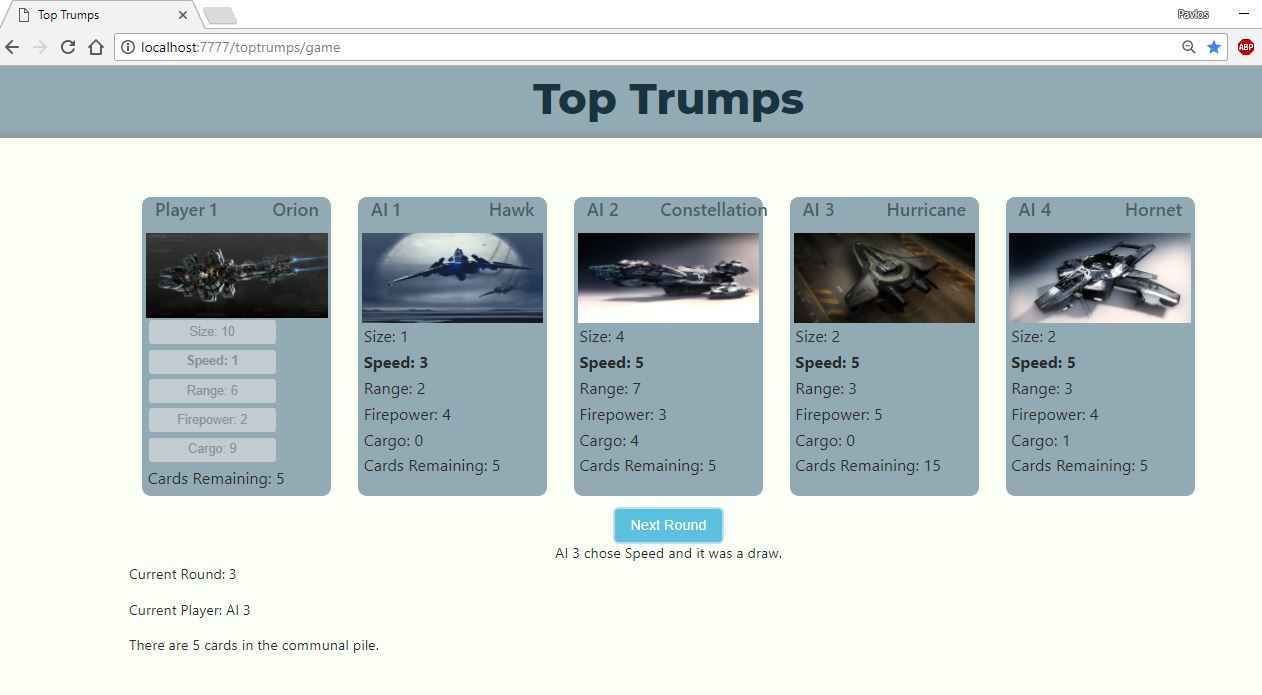 Top Trumps
Pavlos
localhost:7777/toptrumps/game
ABP
Top Trumps
Player 1 Orion
Size: 10
Speed: 1
Range: 6
Firepower: 2
Cargo: 9
Cards Remaining: 5
AI 1 Hawk
Size: 1
Speed: 3
Range: 2
Firepower: 4
Cargo: 0
Cards Remaining: 5
AI 2 Constellation
Size: 4
Speed: 5
Range: 7
Firepower: 3
Cargo: 4
Cards Remaining: 5
AI 3 Hurricane
Size: 2
Speed: 5
Range: 3
Firepower: 5
Cargo: 0
Cards Remaining: 15
AI 4 Hornet
Size: 2
Speed: 5
Range: 3
Firepower: 4
Cargo: 1
Cards Remaining: 5
Next Round
AI 3 chose Speed and it was a draw.
Current Round: 3
Current Player: AI 3
There are 5 cards in the communal pile.